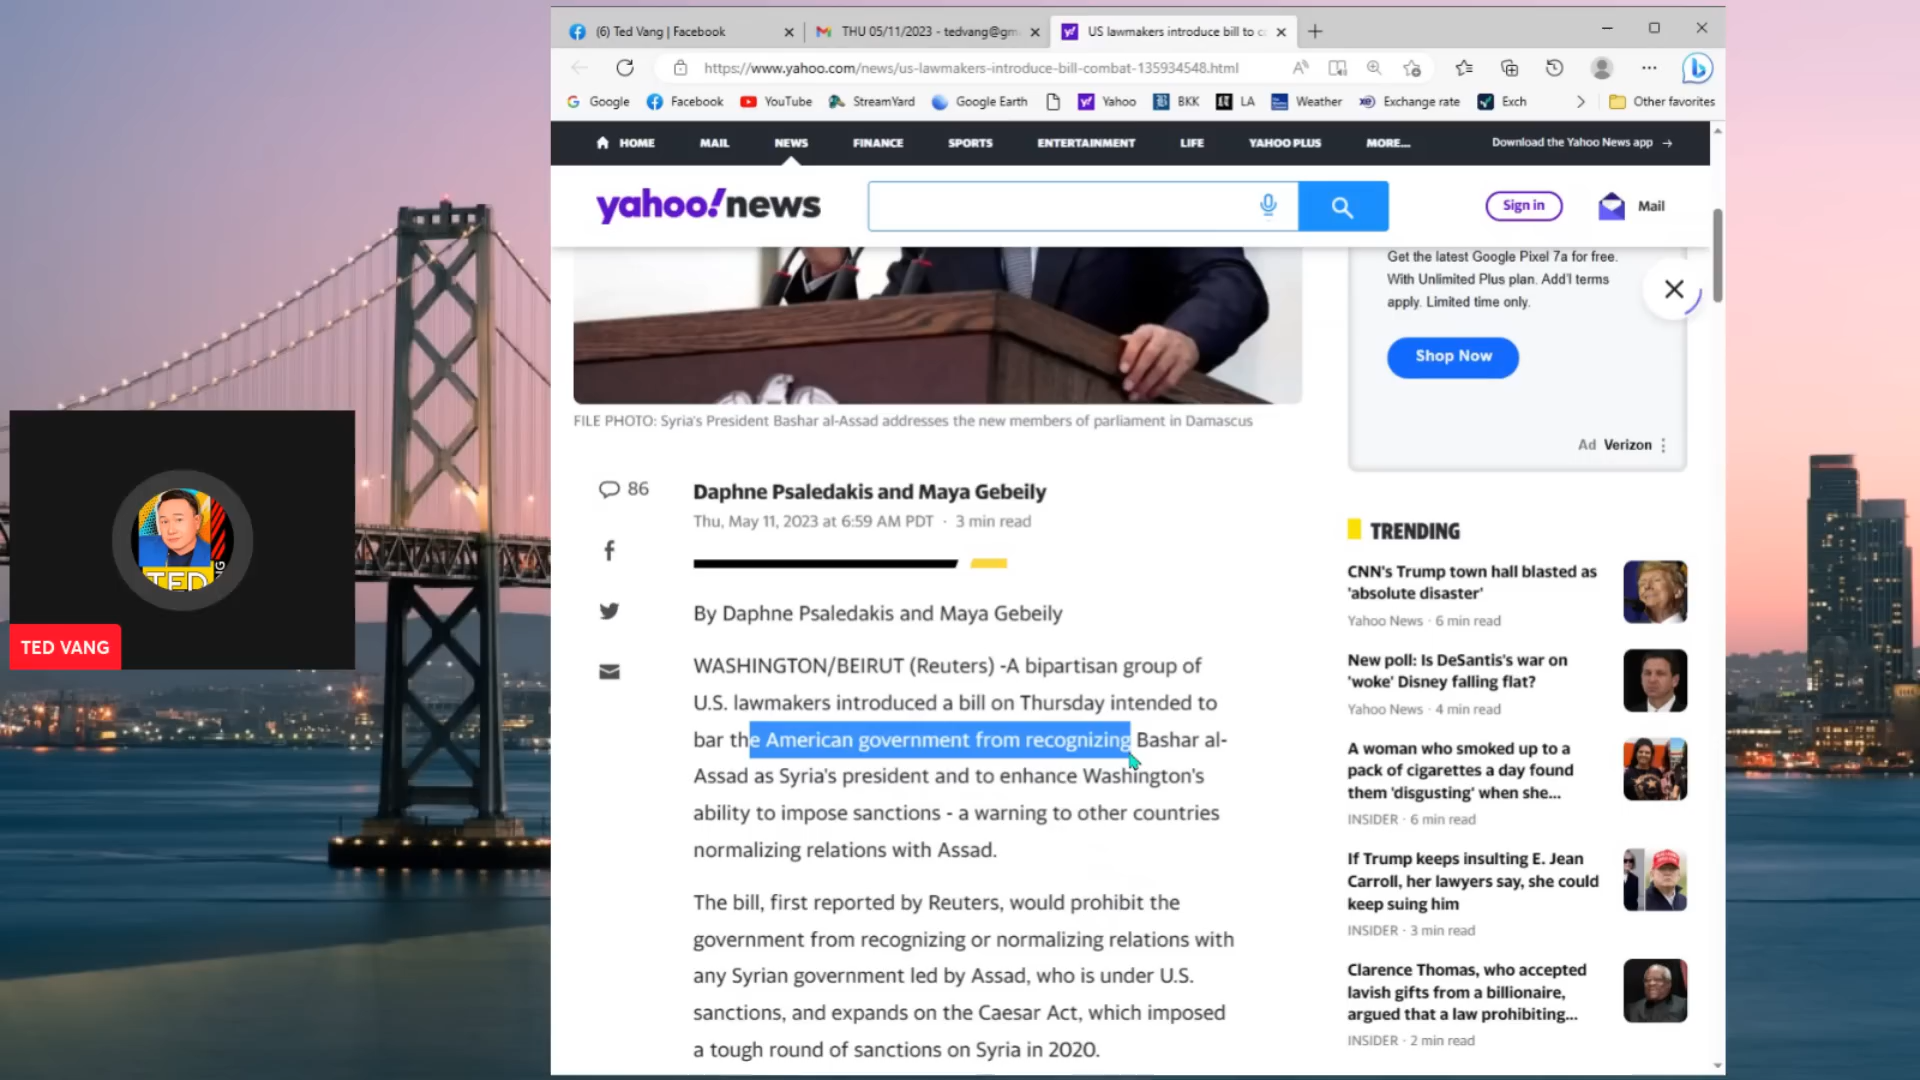 (6) Ted Vang | Facebook
THU 05/11/2023 - tedvang@gm
US lawmakers introduce bill to c
https://www.yahoo.com/news/us-lawmakers-introduce-bill-combat-135934548.html
Google
Facebook
YouTube
StreamYard
Google Earth
Yahoo
BKK
LA
Weather
Exchange rate
Exch
Other favorites
HOME
MAIL
NEWS
FINANCE
SPORTS
ENTERTAINMENT
LIFE
YAHOO PLUS
MORE...
Download the Yahoo News app →
yahoo!news
Sign in
Mail
Get the latest Google Pixel 7a for free.
With Unlimited Plus plan. Add'l terms
apply. Limited time only.
Shop Now
Ad Verizon
FILE PHOTO: Syria's President Bashar al-Assad addresses the new members of parliament in Damascus
86
Daphne Psaledakis and Maya Gebeily
Thu, May 11, 2023 at 6:59 AM PDT · 3 min read
By Daphne Psaledakis and Maya Gebeily
WASHINGTON/BEIRUT (Reuters) -A bipartisan group of
U.S. lawmakers introduced a bill on Thursday intended to
bar the American government from recognizing Bashar al-
Assad as Syria's president and to enhance Washington's
ability to impose sanctions - a warning to other countries
normalizing relations with Assad.
The bill, first reported by Reuters, would prohibit the
government from recognizing or normalizing relations with
any Syrian government led by Assad, who is under U.S.
sanctions, and expands on the Caesar Act, which imposed
a tough round of sanctions on Syria in 2020.
TRENDING
CNN's Trump town hall blasted as
'absolute disaster'
Yahoo News · 6 min read
New poll: Is DeSantis's war on
'woke' Disney falling flat?
Yahoo News · 4 min read
A woman who smoked up to a
pack of cigarettes a day found
them 'disgusting' when she...
INSIDER · 6 min read
If Trump keeps insulting E. Jean
Carroll, her lawyers say, she could
keep suing him
INSIDER · 3 min read
Clarence Thomas, who accepted
lavish gifts from a billionaire,
argued that a law prohibiting...
INSIDER · 2 min read
TED
TED VANG